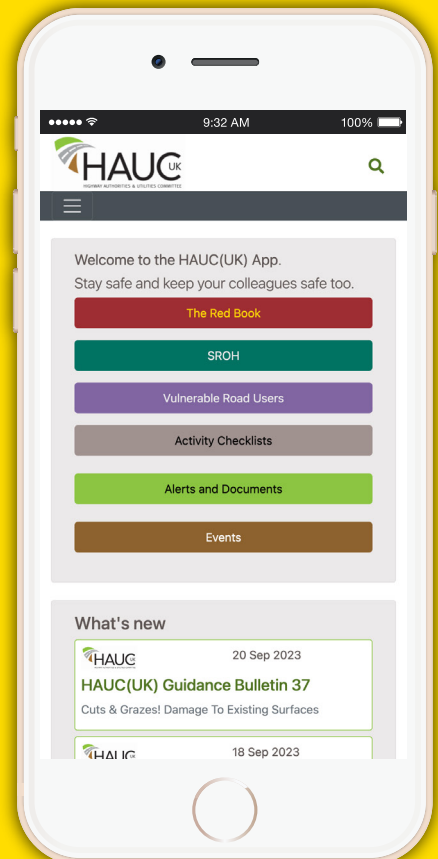 9:32 AM
100%
HAUC UK
HIGHWAY AUTHORITIES & UTILITIES COMMITTEE
Welcome to the HAUC(UK) App.
Stay safe and keep your colleagues safe too.
The Red Book
SROH
Vulnerable Road Users
Activity Checklists
Alerts and Documents
Events
What's new
HAUC
20 Sep 2023
HAUC(UK) Guidance Bulletin 37
Cuts & Grazes! Damage To Existing Surfaces
HAUC
18 Sep 2023